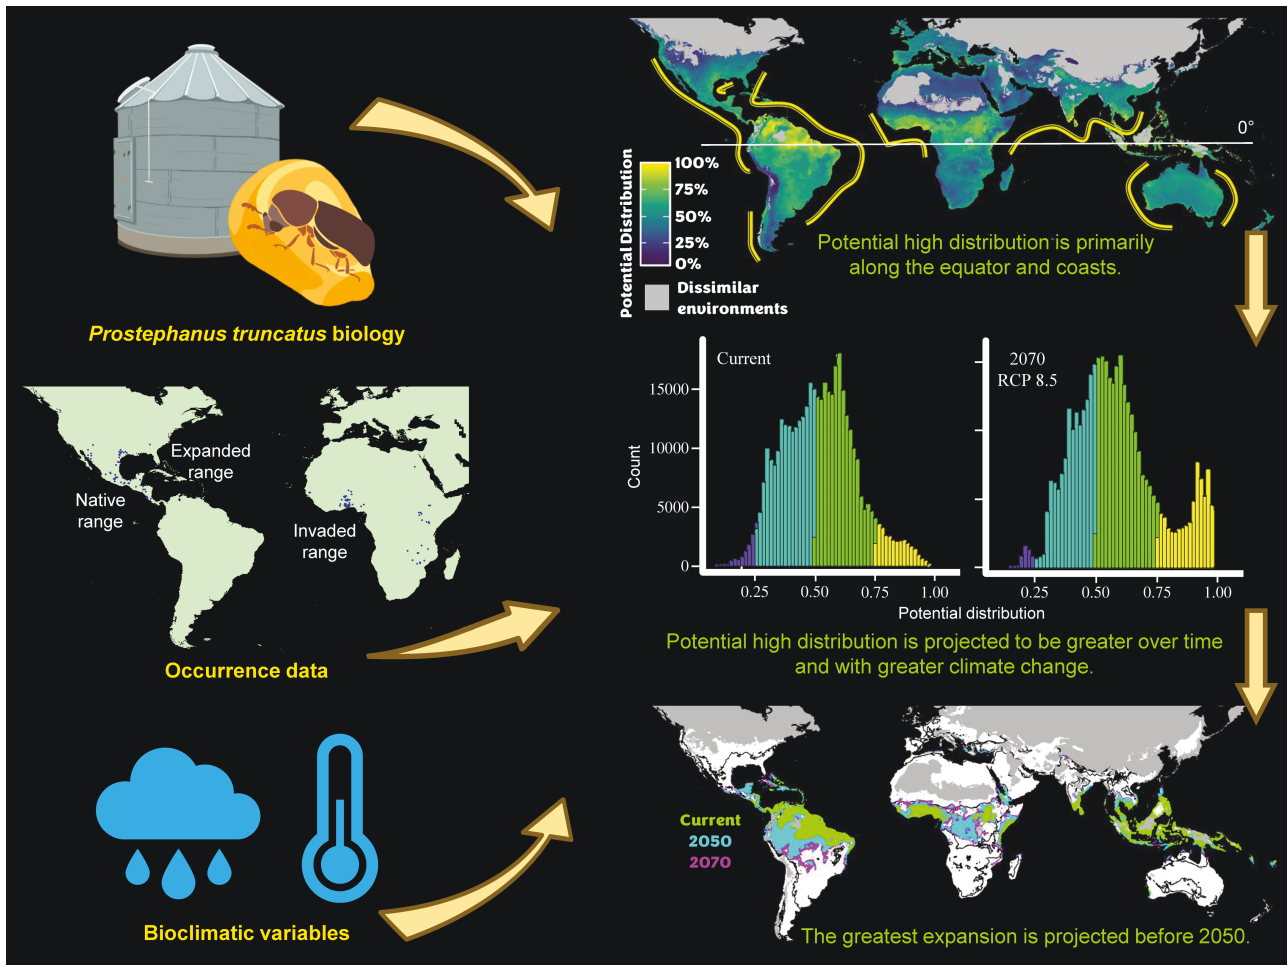 Prostephanus truncatus biology
Expanded
range
Native
range
Invaded
range
Occurrence data
Bioclimatic variables
0°
Potential Distribution
100%
75%
50%
25%
0%
Dissimilar
environments
Potential high distribution is primarily
along the equator and coasts.
Current
Count
15000
10000
5000
0
0.25 0.50 0.75 1.00
2070
RCP 8.5
0.25 0.50 0.75 1.00
Potential distribution
Potential high distribution is projected to be greater over time
and with greater climate change.
Current
2050
2070
The greatest expansion is projected before 2050.